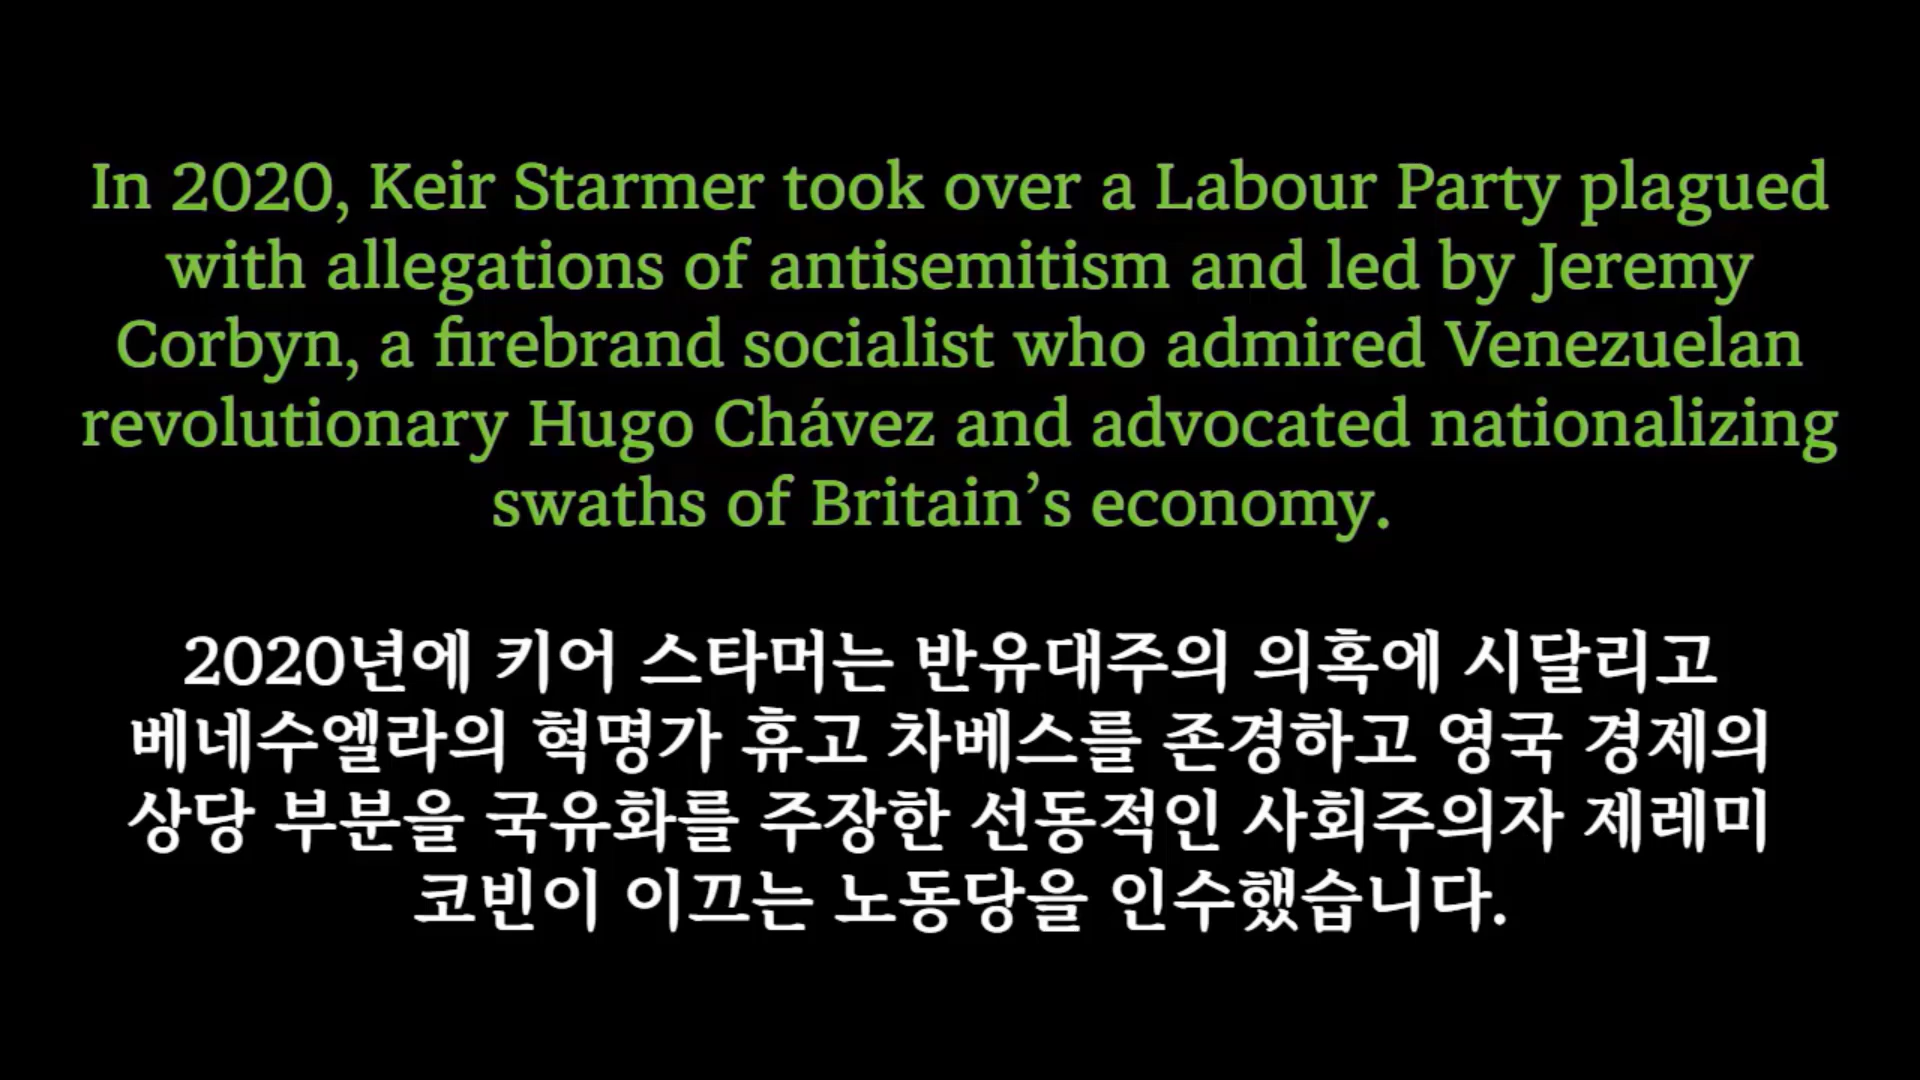 In 2020, Keir Starmer took over a Labour Party plagued
with allegations of antisemitism and led by Jeremy
Corbyn, a firebrand socialist who admired Venezuelan
revolutionary Hugo Chávez and advocated nationalizing
swaths of Britain’s economy.
2020년에 키어 스타머는 반유대주의 의혹에 시달리고
베네수엘라의 혁명가 휴고 차베스를 존경하고 영국 경제의
상당 부분을 국유화를 주장한 선동적인 사회주의자 제레미
코빈이 이끄는 노동당을 인수했습니다.